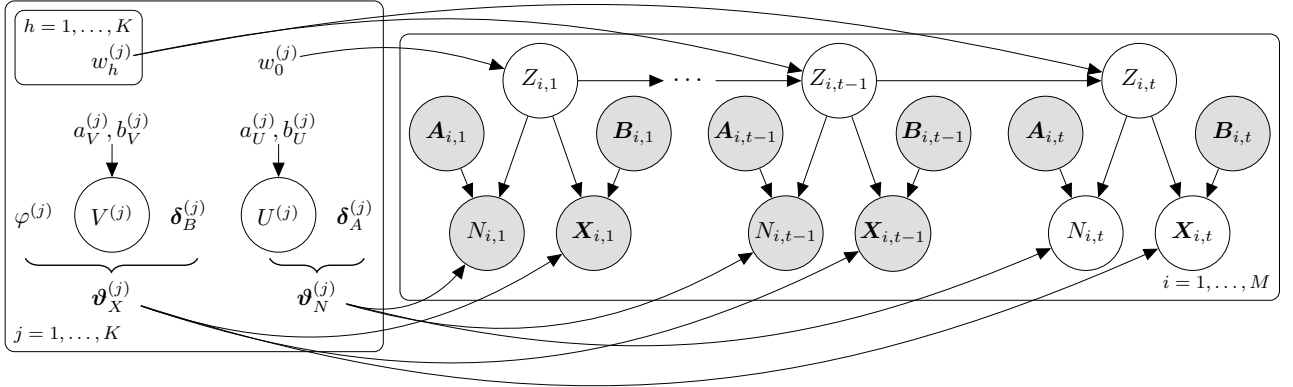 h = 1, . . . , K
w_h^{(j)}
w_0^{(j)}
Z_{i,1}
· · ·
Z_{i,t−1}
Z_{i,t}
a_V^{(j)}, b_V^{(j)}
a_U^{(j)}, b_U^{(j)}
A_{i,1}
B_{i,1}
A_{i,t−1}
B_{i,t−1}
A_{i,t}
B_{i,t}
φ^{(j)}
V^{(j)}
δ_B^{(j)}
U^{(j)}
δ_A^{(j)}
N_{i,1}
X_{i,1}
N_{i,t−1}
X_{i,t−1}
N_{i,t}
X_{i,t}
ϑ_X^{(j)}
ϑ_N^{(j)}
i = 1, . . . , M
j = 1, . . . , K